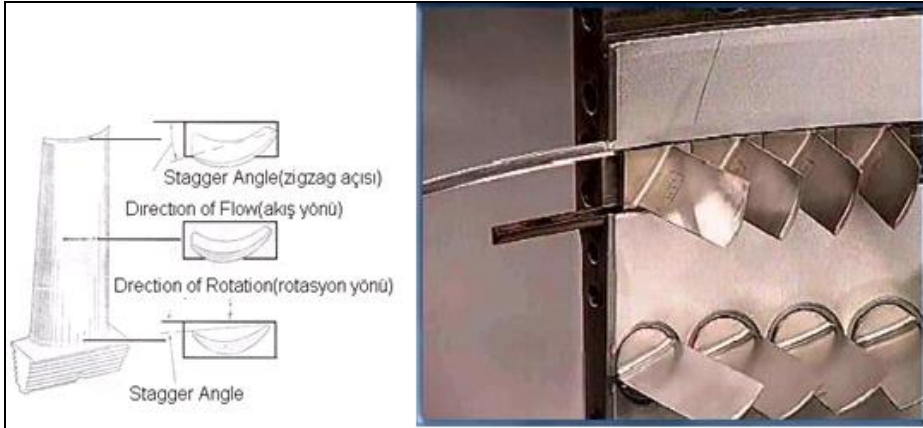 Stagger Angle(zigzag açısı)
Direction of Flow(akış yönü)
Direction of Rotation(rotasyon yönü)
Stagger Angle